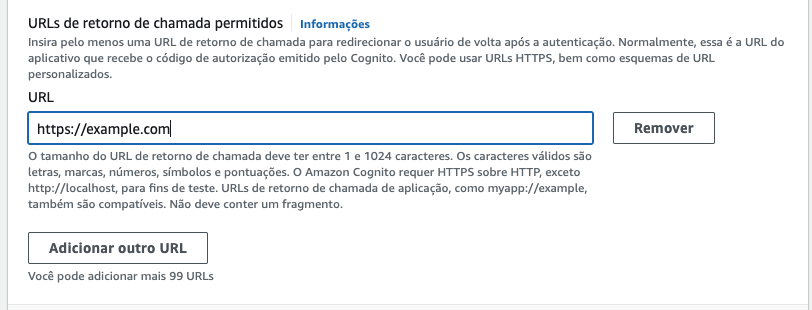 URLs de retorno de chamada permitidos Informações
Insira pelo menos uma URL de retorno de chamada para redirecionar o usuário de volta após a autenticação. Normalmente, essa é a URL do
aplicativo que recebe o código de autorização emitido pelo Cognito. Você pode usar URLs HTTPS, bem como esquemas de URL
personalizados.
URL
https://example.com
Remover
O tamanho do URL de retorno de chamada deve ter entre 1 e 1024 caracteres. Os caracteres válidos são
letras, marcas, números, símbolos e pontuações. O Amazon Cognito requer HTTPS sobre HTTP, exceto
http://localhost, para fins de teste. URLs de retorno de chamada de aplicação, como myapp://example,
também são compatíveis. Não deve conter um fragmento.
Adicionar outro URL
Você pode adicionar mais 99 URLs